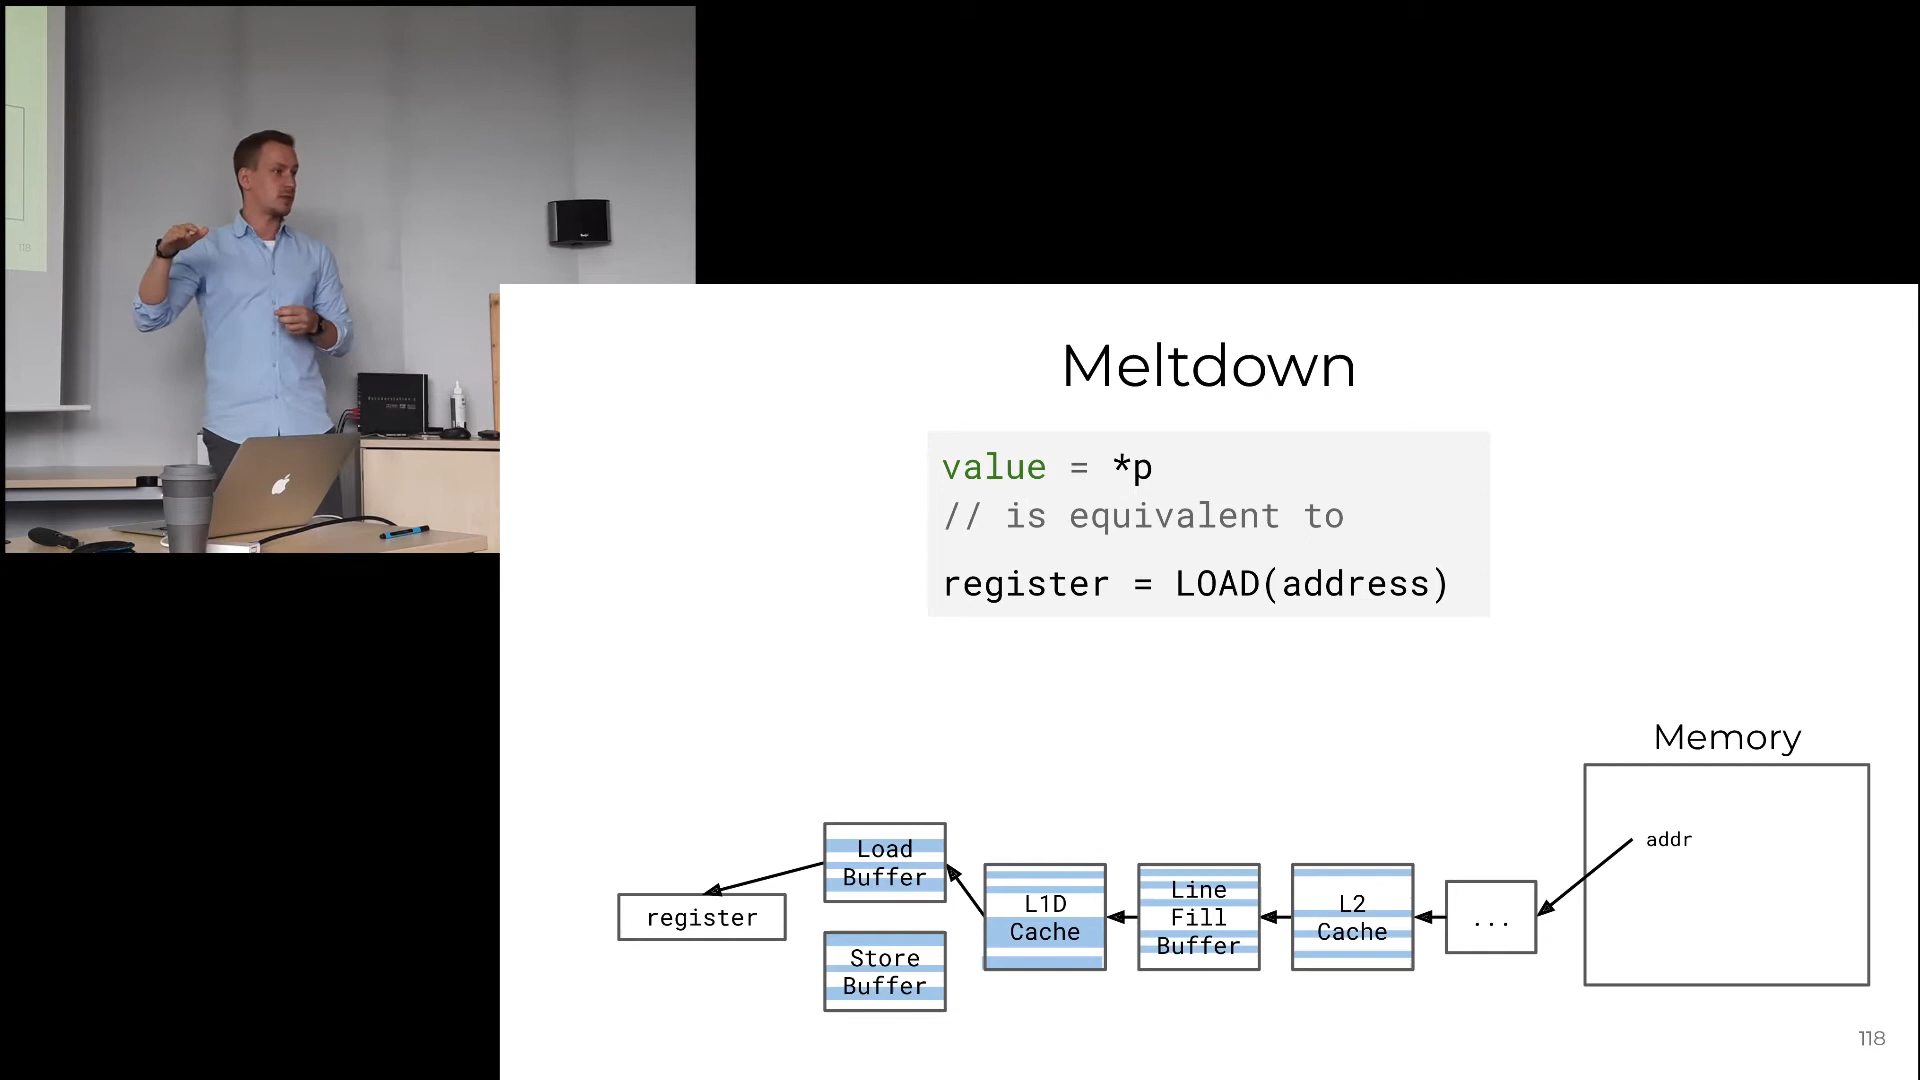 118
Meltdown
value = *p
// is equivalent to
register = LOAD(address)
Memory
addr
Load
Buffer
register
L1D
Cache
Line
Fill
Buffer
L2
Cache
...
Store
Buffer
118